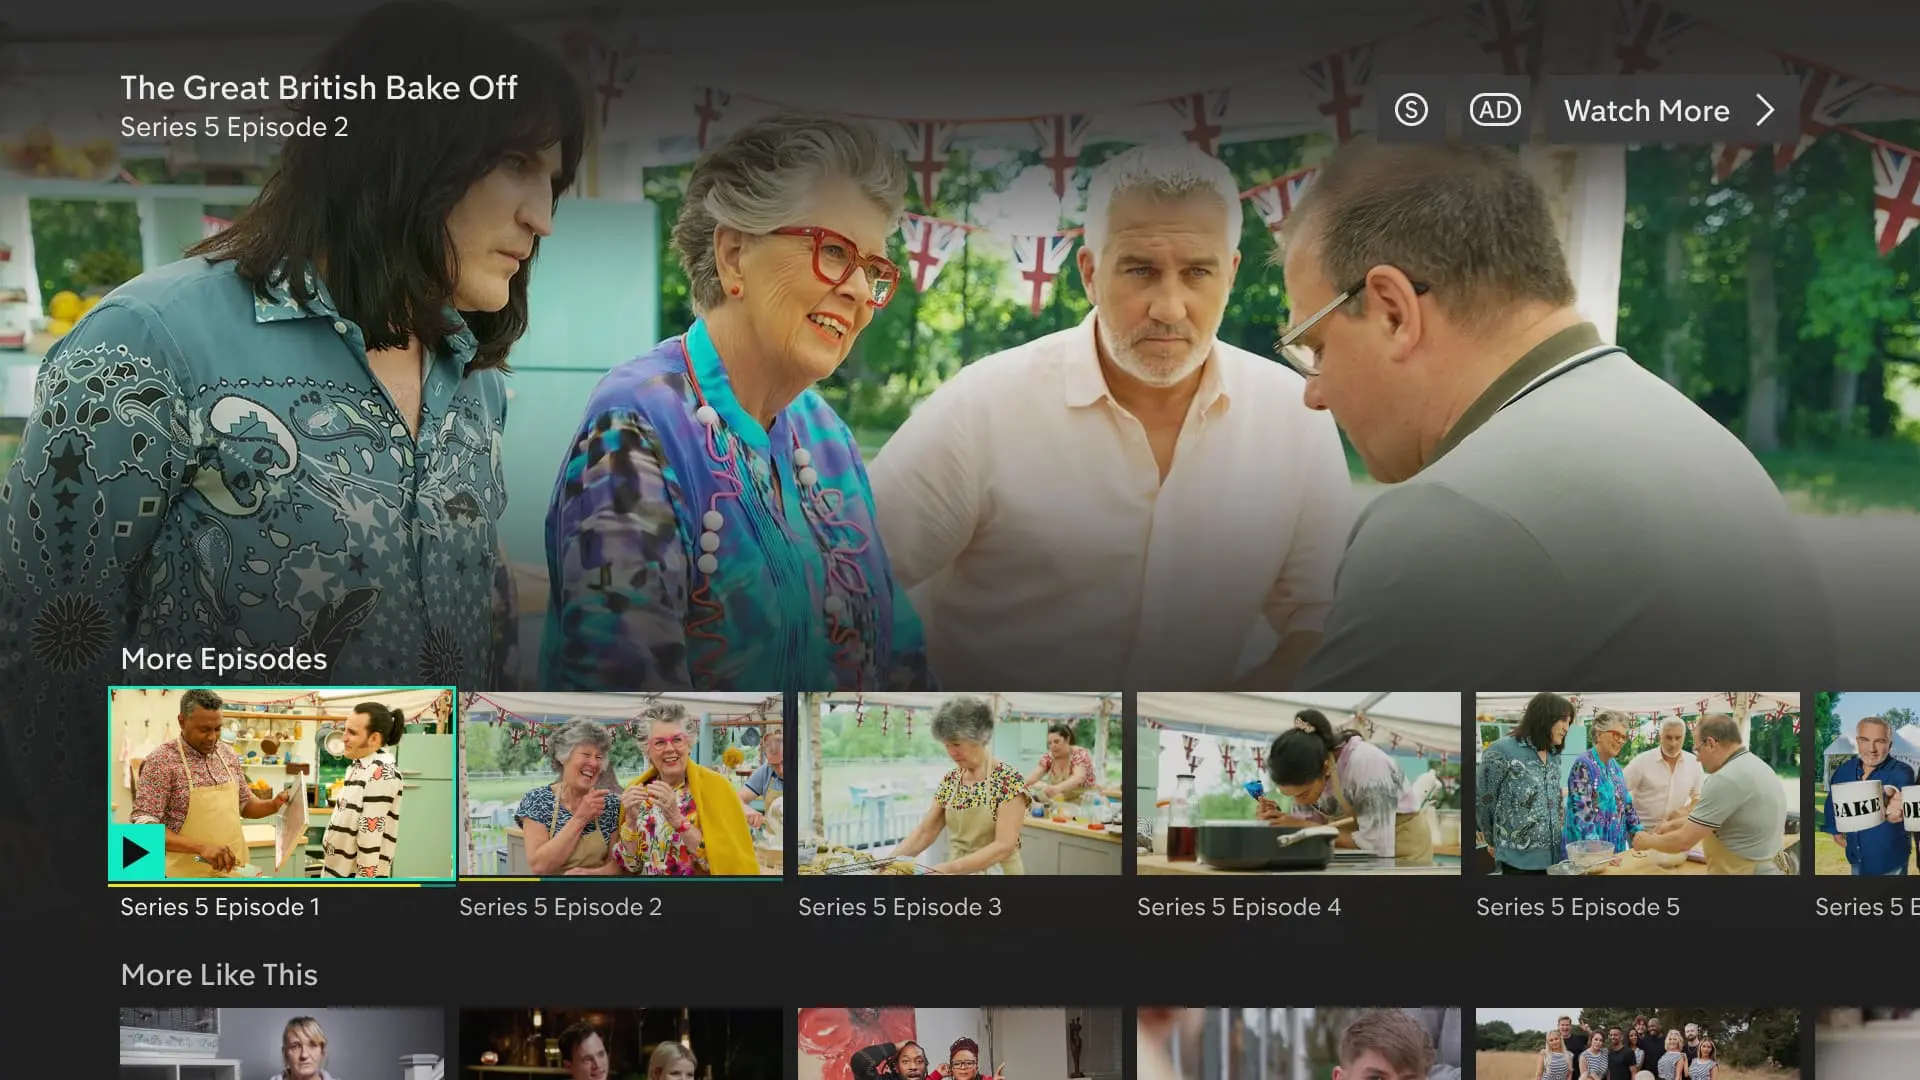 The Great British Bake Off
Series 5 Episode 2
S
AD
Watch More
More Episodes
BAKE
Series 5 Episode 1
Series 5 Episode 2
Series 5 Episode 3
Series 5 Episode 4
Series 5 Episode 5
Series 5 E
More Like This